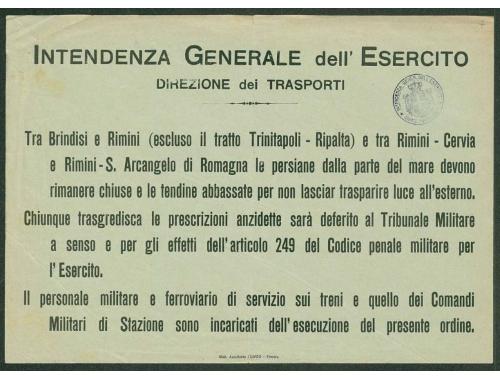 INTENDENZA GENERALE dell' ESERCITO
DIREZIONE dei TRASPORTI
Tra Brindisi e Rimini (escluso il tratto Trinitapoli - Ripalta) e tra Rimini - Cervia
e Rimini - S. Arcangelo di Romagna le persiane dalla parte del mare devono
rimanere chiuse e le tendine abbassate per non lasciar trasparire luce all'esterno.
Chiunque trasgredisca le prescrizioni anzidette sarà deferito al Tribunale Militare
a senso e per gli effetti dell'articolo 249 del Codice penale militare per
l'Esercito.
Il personale militare e ferroviario di servizio sui treni e quello dei Comandi
Militari di Stazione sono incaricati dell'esecuzione del presente ordine.